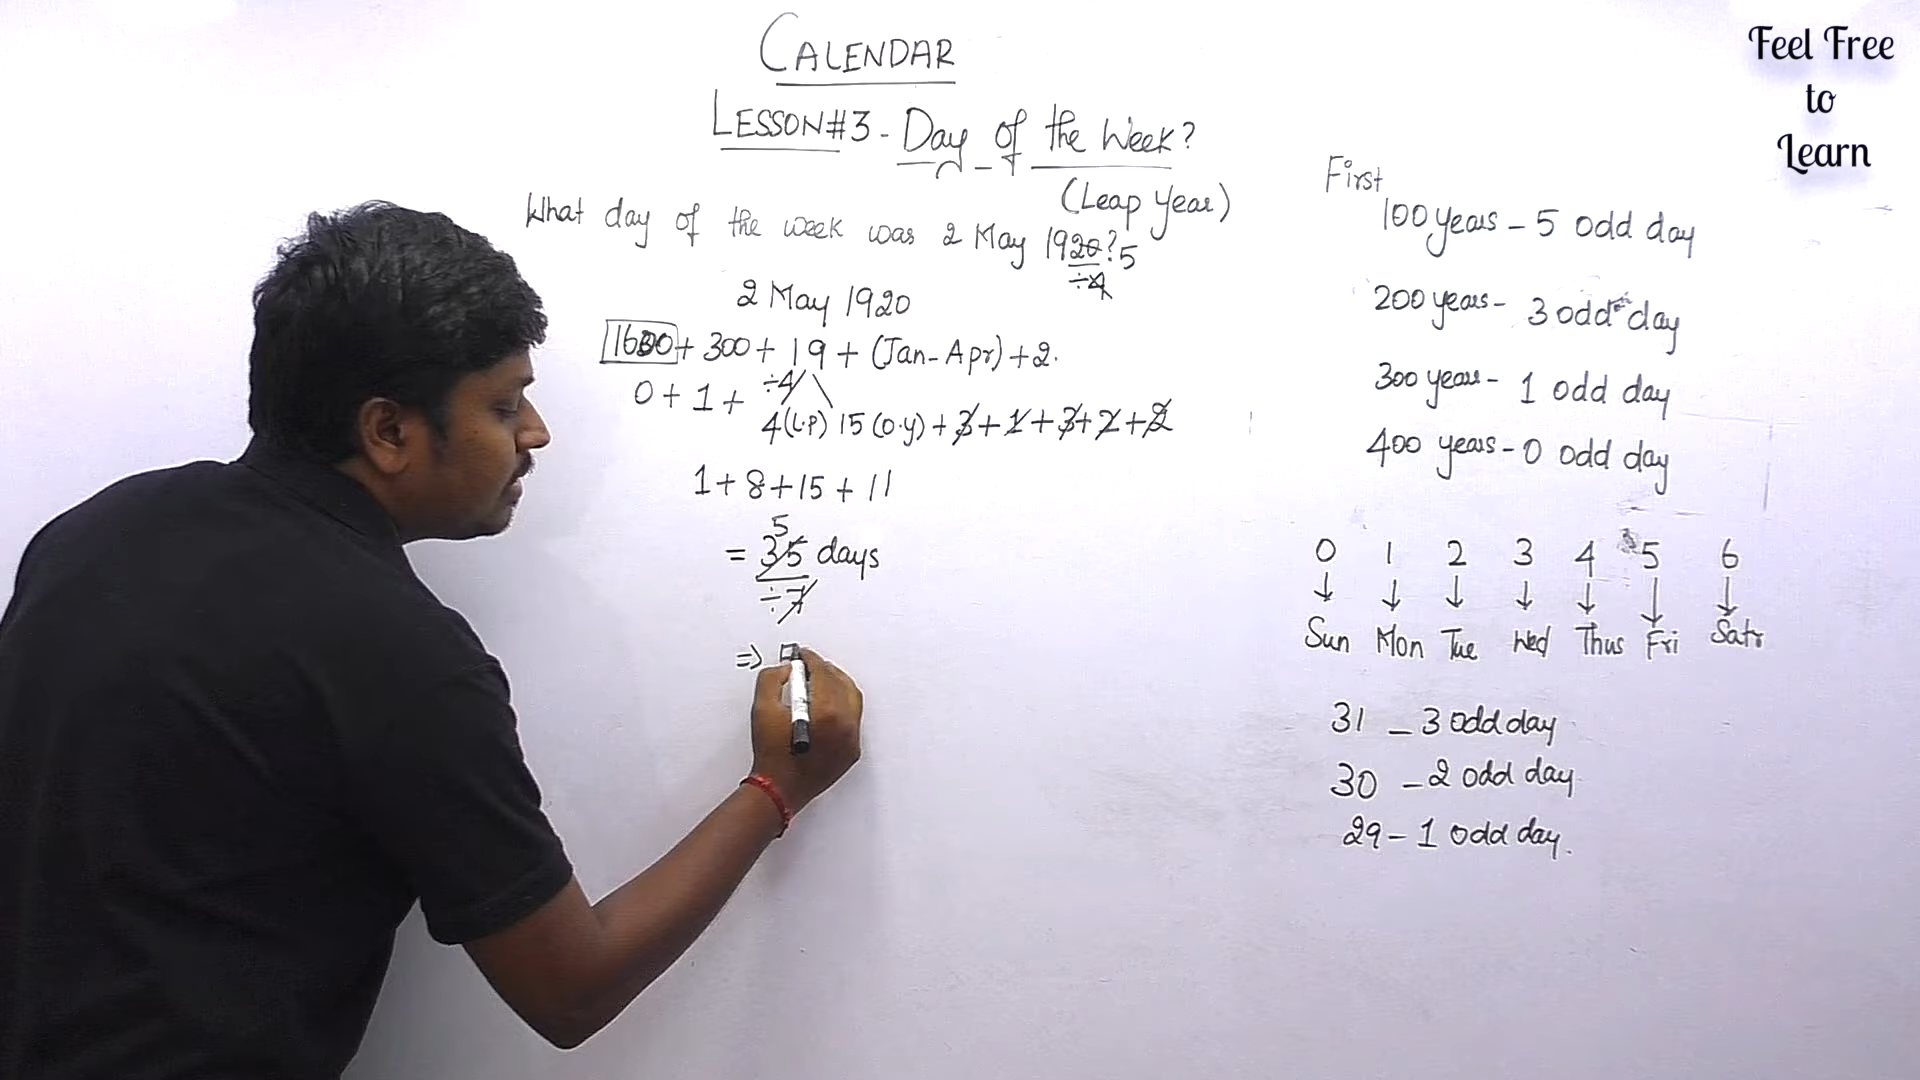 CALENDAR
LESSON#3 - Day of the Week?
(Leap Year)
What day of the week was 2 May 1920? 5
÷4
2 May 1920
1600 + 300 + 19 + (Jan-Apr) + 2.
÷4
0 + 1 +
4(L.P) 15 (O.Y) + 3 + 1 + 3 + 2 + 2
1 + 8 + 15 + 11
5
= 35 days
÷7
⇒
Feel Free
to
Learn
First
100 years - 5 odd day
200 years - 3 odd day
300 year - 1 odd day
400 years - 0 odd day
0 1 2 3 4 5 6
↓ ↓ ↓ ↓ ↓ ↓ ↓
Sun Mon Tue Wed Thus Fri Satr
31 - 3 odd day
30 - 2 odd day
29 - 1 odd day.